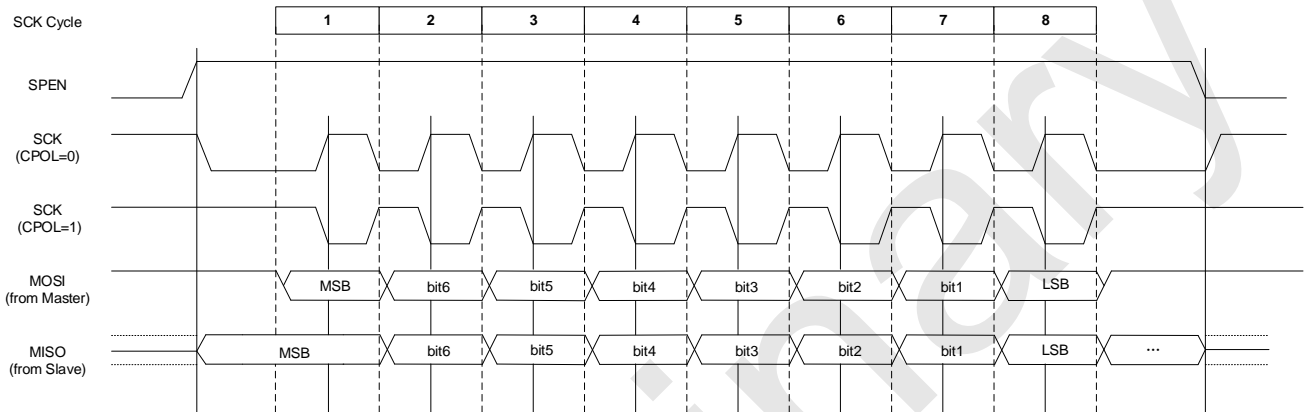 SCK Cycle 1 2 3 4 5 6 7 8
SPEN
SCK
(CPOL=0)
SCK
(CPOL=1)
MOSI
(from Master)
MSB bit6 bit5 bit4 bit3 bit2 bit1 LSB
MISO
(from Slave)
MSB bit6 bit5 bit4 bit3 bit2 bit1 LSB ...
inary